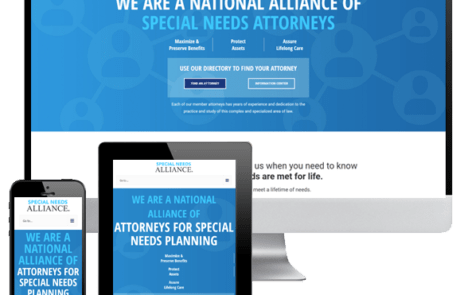 WE ARE A NATIONAL ALLIANCE OF
SPECIAL NEEDS ATTORNEYS
Maximize &
Preserve Benefits
Protect
Assets
Assure
Lifelong Care
USE OUR DIRECTORY TO FIND YOUR ATTORNEY
FIND AN ATTORNEY
INFORMATION CENTER
Each of our member attorneys has years of experience and dedication to the
practice and study of this complex and specialized area of law.
us when you need to know
ds are met for life.
meet a lifetime of needs.
SPECIAL NEEDS
ALLIANCE.
WE ARE A NATIONAL
ALLIANCE OF
ATTORNEYS FOR SPECIAL
NEEDS PLANNING
Maximize &
Preserve Benefits
Protect
Assets
Assure
Lifelong Care
SPECIAL NEEDS
ALLIANCE.
WE ARE A
NATIONAL
ALLIANCE OF
ATTORNEYS FOR
SPECIAL NEEDS
PLANNING